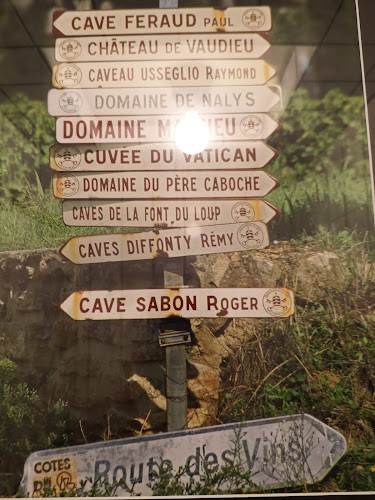 CAVE FERAUD PAUL
CHÂTEAU DE VAUDIEU
CAVEAU USSEGLIO RAYMOND
DOMAINE DE NALYS
DOMAINE
CUVÉE DU VATICAN
DOMAINE DU PÈRE CABOCHE
CAVES DE LA FONT DU LOUP
CAVES DIFFONTY RÉMY
CAVE SABON ROGER
COTES
DU
Route des Vins